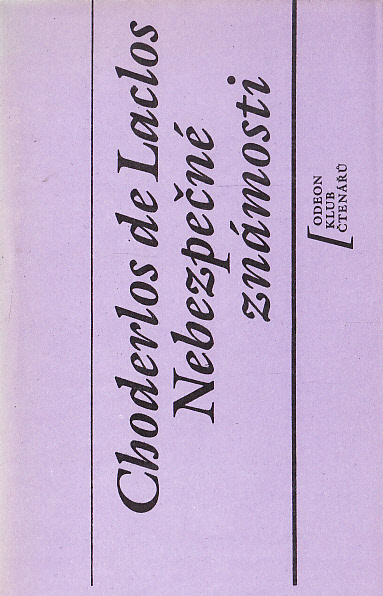 Choderlos de Laclos
Nebezpečné
známosti
ODEON
KLUB
ČTENÁŘŮ